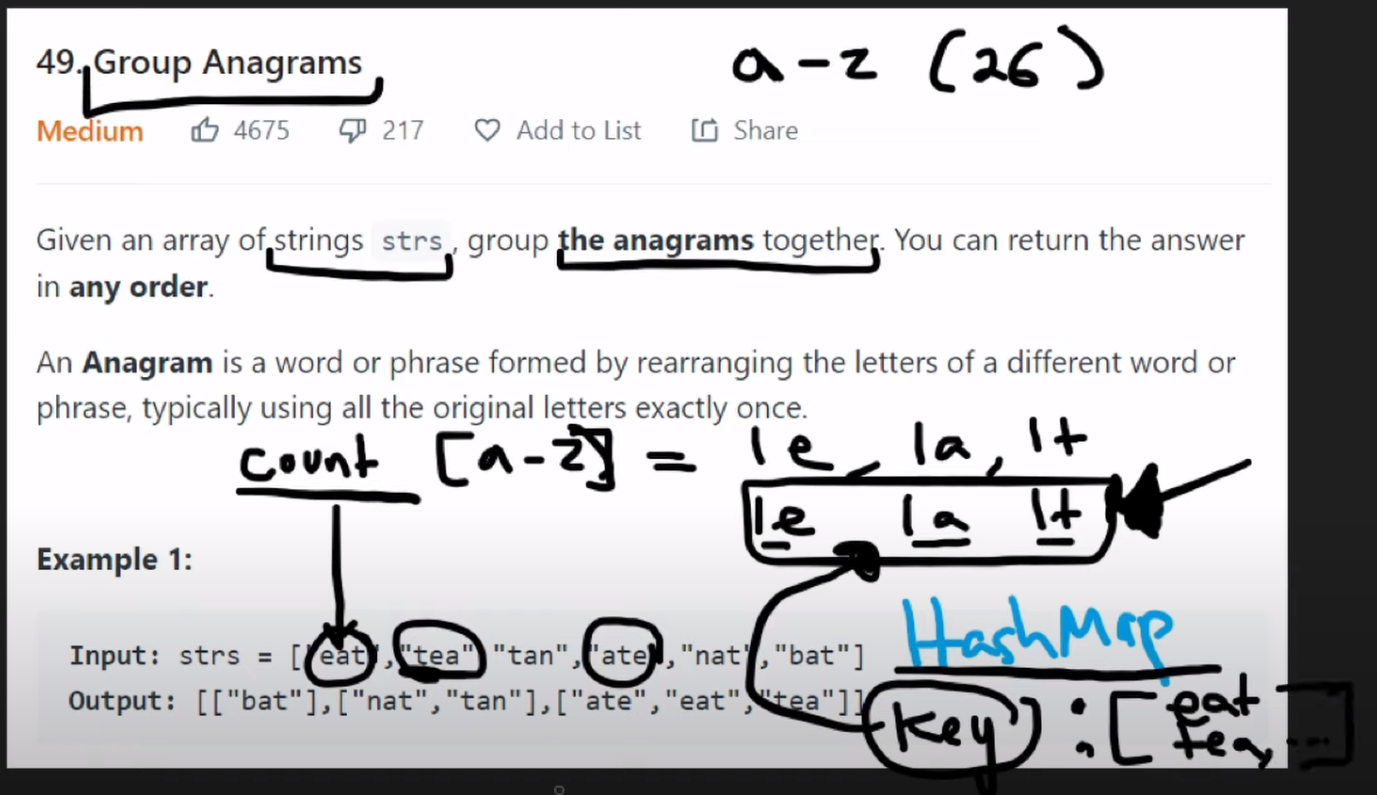 49. Group Anagrams
a-z (26)
Medium 4675 217 Add to List Share
Given an array of strings strs, group the anagrams together. You can return the answer
in any order.
An Anagram is a word or phrase formed by rearranging the letters of a different word or
phrase, typically using all the original letters exactly once.
count [a-z] = 1e, 1a, 1t
1e 1a 1t
Example 1:
HashMap
Input: strs = ["eat","tea","tan","ate","nat","bat"]
Output: [["bat"],["nat","tan"],["ate","eat","tea"]]
Key : [eat
tea, ...]